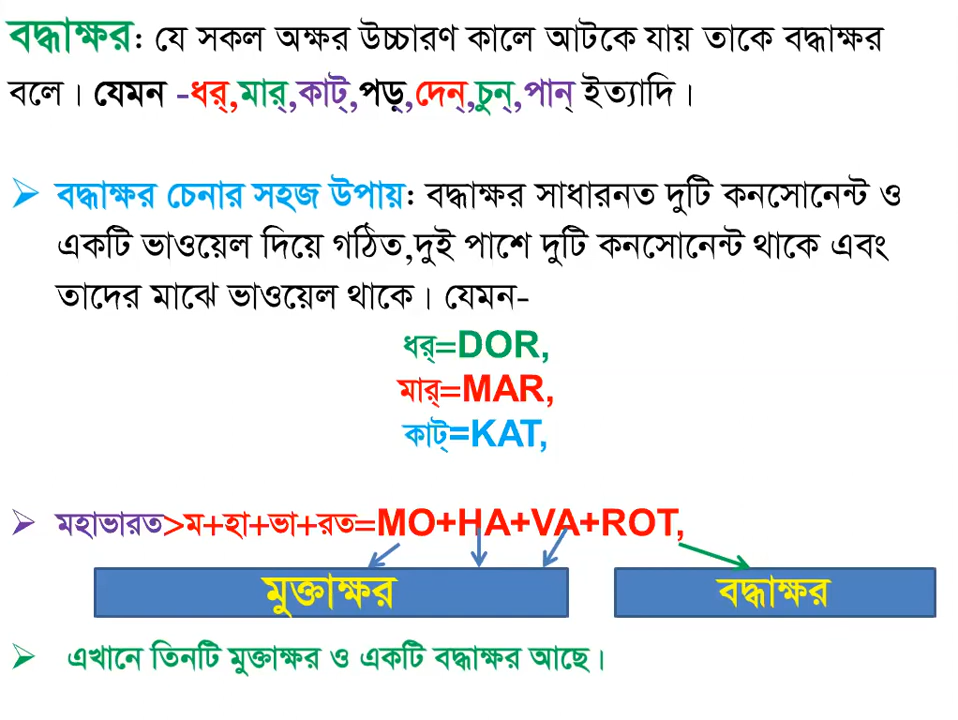 বদ্ধাক্ষর: যে সকল অক্ষর উচ্চারণ কালে আটকে যায় তাকে বদ্ধাক্ষর
বলে। যেমন -ধর্,মার্,কাট্,পড়্,দেন্,চুন্,পান্ ইত্যাদি।
➢ বদ্ধাক্ষর চেনার সহজ উপায়: বদ্ধাক্ষর সাধারনত দুটি কনসোনেন্ট ও
একটি ভাওয়েল দিয়ে গঠিত,দুই পাশে দুটি কনসোনেন্ট থাকে এবং
তাদের মাঝে ভাওয়েল থাকে। যেমন-
ধর্=DOR,
মার্=MAR,
কাট্=KAT,
➢ মহাভারত>ম+হা+ভা+রত=MO+HA+VA+ROT,
মুক্তাক্ষর
বদ্ধাক্ষর
➢ এখানে তিনটি মুক্তাক্ষর ও একটি বদ্ধাক্ষর আছে।